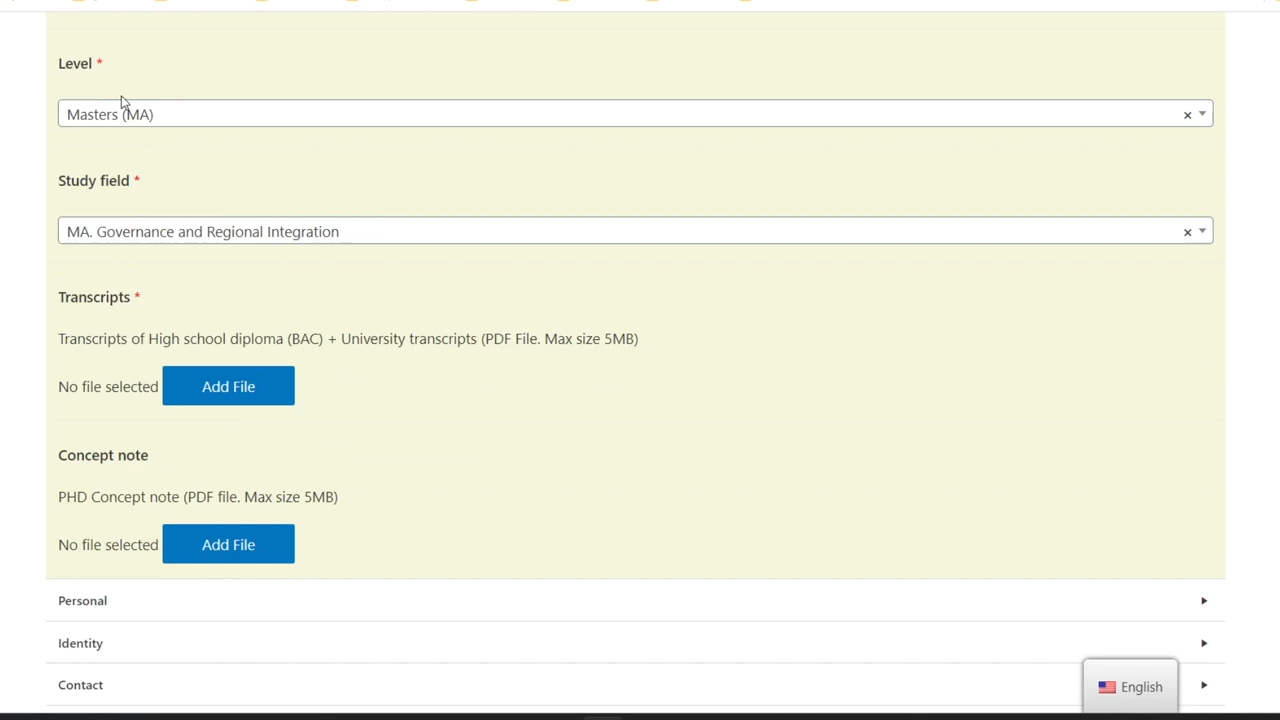 Level *
Masters (MA)
×
Study field *
MA. Governance and Regional Integration
×
Transcripts *
Transcripts of High school diploma (BAC) + University transcripts (PDF File. Max size 5MB)
No file selected Add File
Concept note
PHD Concept note (PDF file. Max size 5MB)
No file selected Add File
Personal
Identity
Contact
English